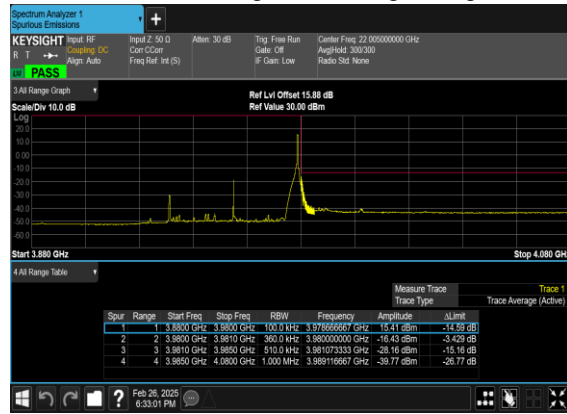 Spectrum Analyzer 1
Spurious Emissions
+
KEYSIGHT Input: RF Input Z: 50 Ω Atten: 30 dB Trig: Free Run Center Freq: 22.005000000 GHz
R T Coupling: DC Corr CCorr Gate: Off Avg|Hold: 300/300
Align: Auto Freq Ref: Int (S) IF Gain: Low Radio Std: None
PASS
3 All Range Graph
Ref Lvl Offset 15.88 dB
Scale/Div 10.0 dB Ref Value 30.00 dBm
Log
20.0
10.0
0.00
-10.0
-20.0
-30.0
-40.0
-50.0
-60.0
Start 3.880 GHz Stop 4.080 GHz
4 All Range Table
Measure Trace Trace 1
Trace Type Trace Average (Active)
Spur Range Start Freq Stop Freq RBW Frequency Amplitude ΔLimit
1 1 3.8800 GHz 3.9800 GHz 100.0 kHz 3.978666667 GHz 15.41 dBm -14.59 dB
2 2 3.9800 GHz 3.9810 GHz 360.0 kHz 3.980000000 GHz -16.43 dBm -3.429 dB
3 3 3.9810 GHz 3.9850 GHz 510.0 kHz 3.981073333 GHz -28.16 dBm -15.16 dB
4 4 3.9850 GHz 4.0800 GHz 1.000 MHz 3.989116667 GHz -39.77 dBm -26.77 dB
? Feb 26, 2025
6:33:01 PM